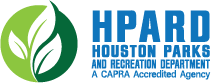 HPARD
HOUSTON PARKS
AND RECREATION DEPARTMENT
A CAPRA Accredited Agency